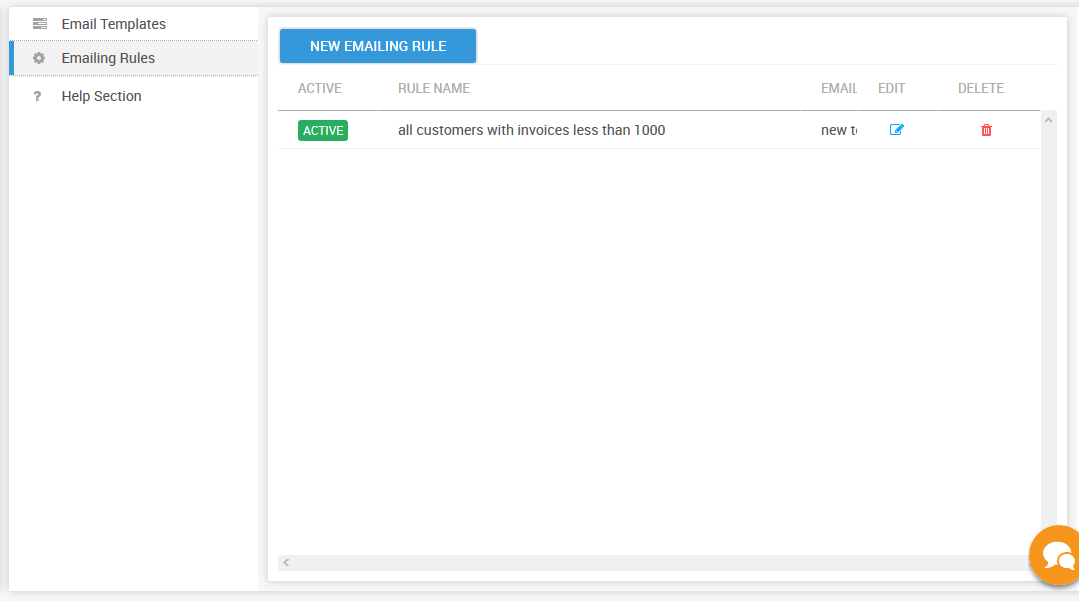 Email Templates
Emailing Rules
? Help Section
NEW EMAILING RULE
ACTIVE RULE NAME EMAIL EDIT DELETE
ACTIVE all customers with invoices less than 1000 new